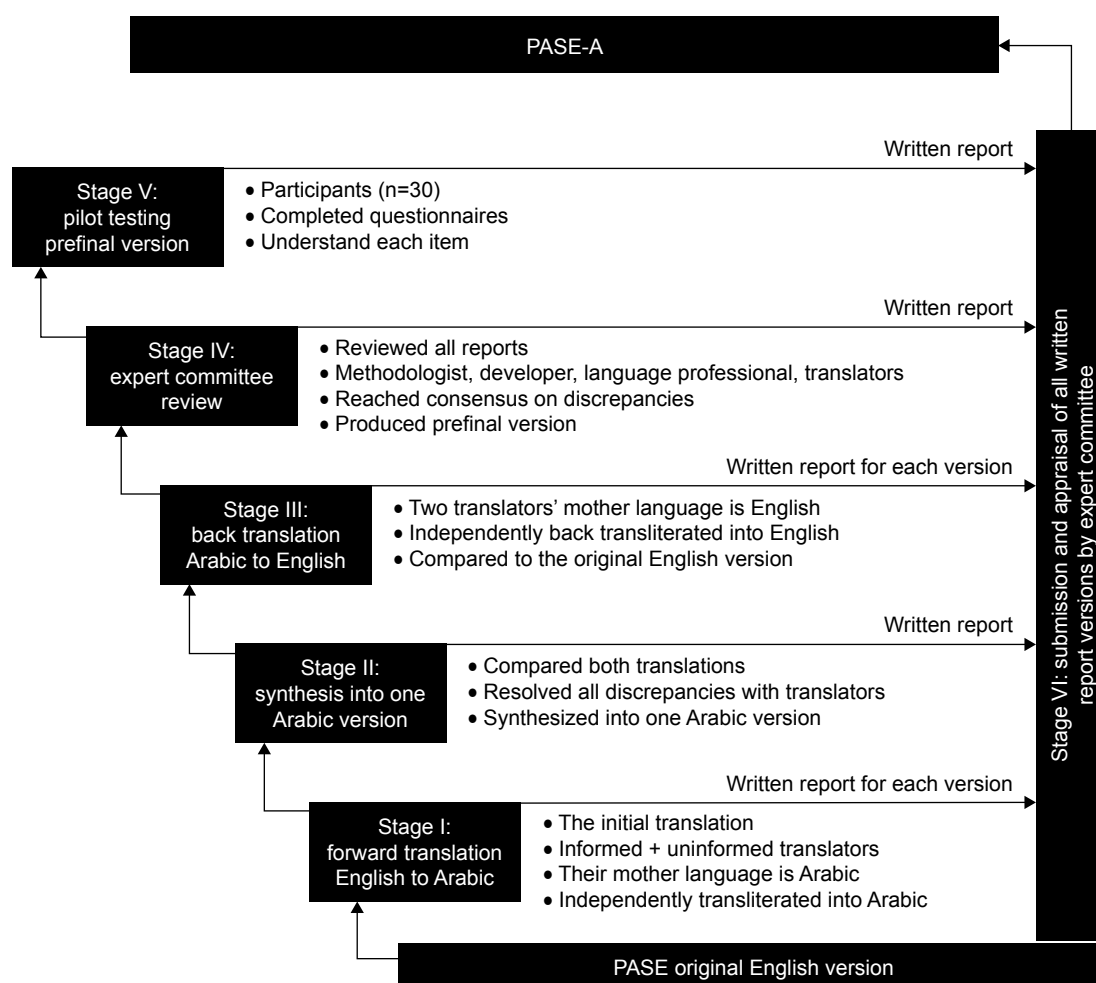 PASE-A
Written report
Stage V:
pilot testing
prefinal version
• Participants (n=30)
• Completed questionnaires
• Understand each item
Written report
Stage IV:
expert committee
review
• Reviewed all reports
• Methodologist, developer, language professional, translators
• Reached consensus on discrepancies
• Produced prefinal version
Written report for each version
Stage III:
back translation
Arabic to English
• Two translators’ mother language is English
• Independently back transliterated into English
• Compared to the original English version
Written report
Stage II:
synthesis into one
Arabic version
• Compared both translations
• Resolved all discrepancies with translators
• Synthesized into one Arabic version
Written report for each version
Stage I:
forward translation
English to Arabic
• The initial translation
• Informed + uninformed translators
• Their mother language is Arabic
• Independently transliterated into Arabic
PASE original English version
Stage VI: submission and appraisal of all written
report versions by expert committee